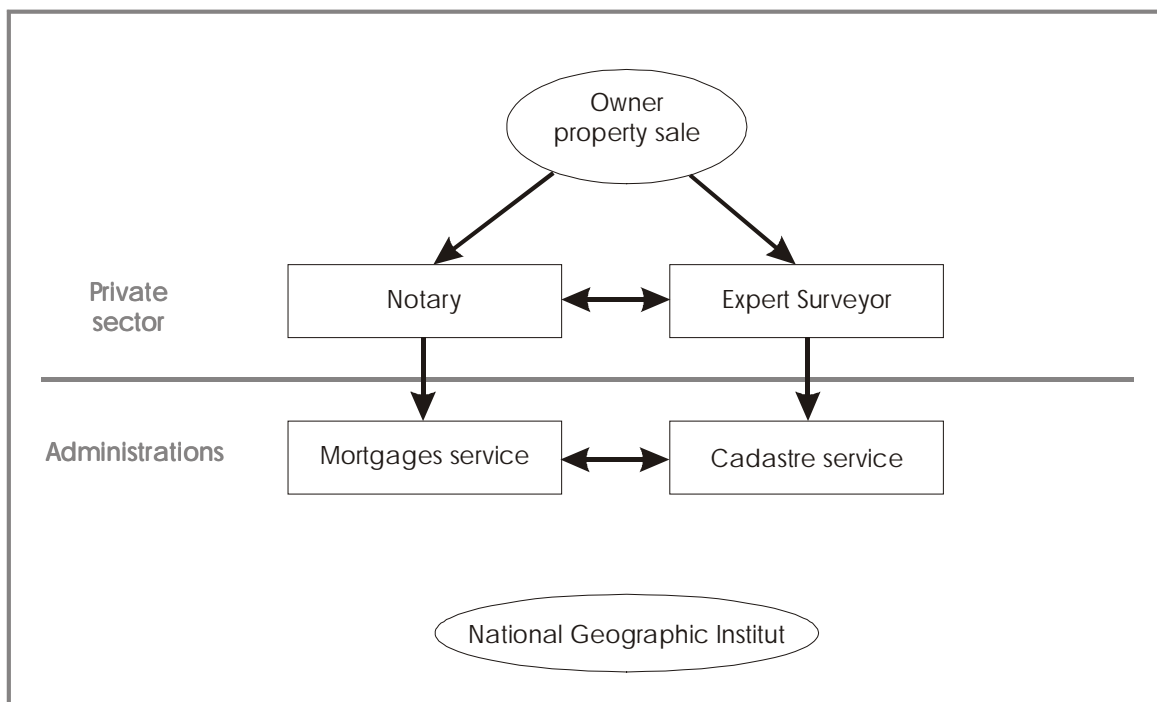 Owner
property sale
Private
sector
Notary
Expert Surveyor
Administrations
Mortgages service
Cadastre service
National Geographic Institut